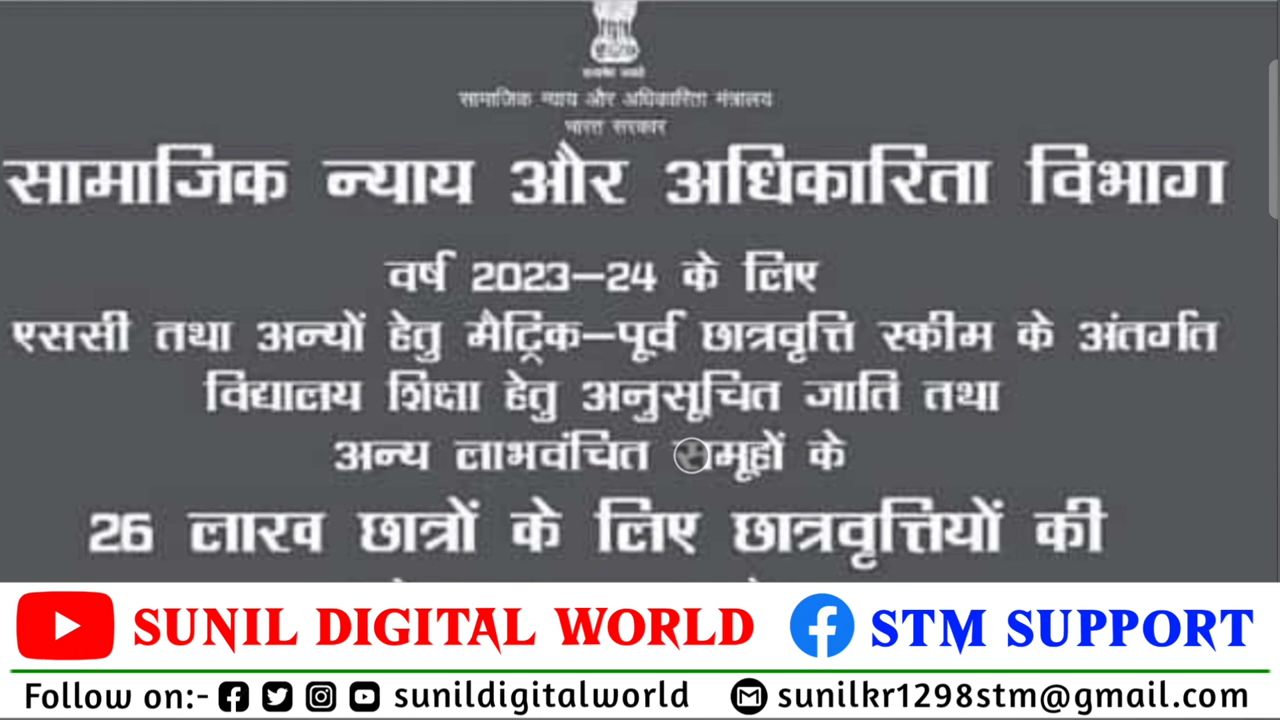 सत्यमेव जयते
सामाजिक न्याय और अधिकारिता मंत्रालय
भारत सरकार
सामाजिक न्याय और अधिकारिता विभाग
वर्ष 2023-24 के लिए
एससी तथा अन्यों हेतु मैट्रिक-पूर्व छात्रवृत्ति स्कीम के अंतर्गत
विद्यालय शिक्षा हेतु अनुसूचित जाति तथा
अन्य लाभवंचित समूहों के
26 लाख छात्रों के लिए छात्रवृत्तियों की
SUNIL DIGITAL WORLD STM SUPPORT
Follow on:- sunildigitalworld sunilkr1298stm@gmail.com